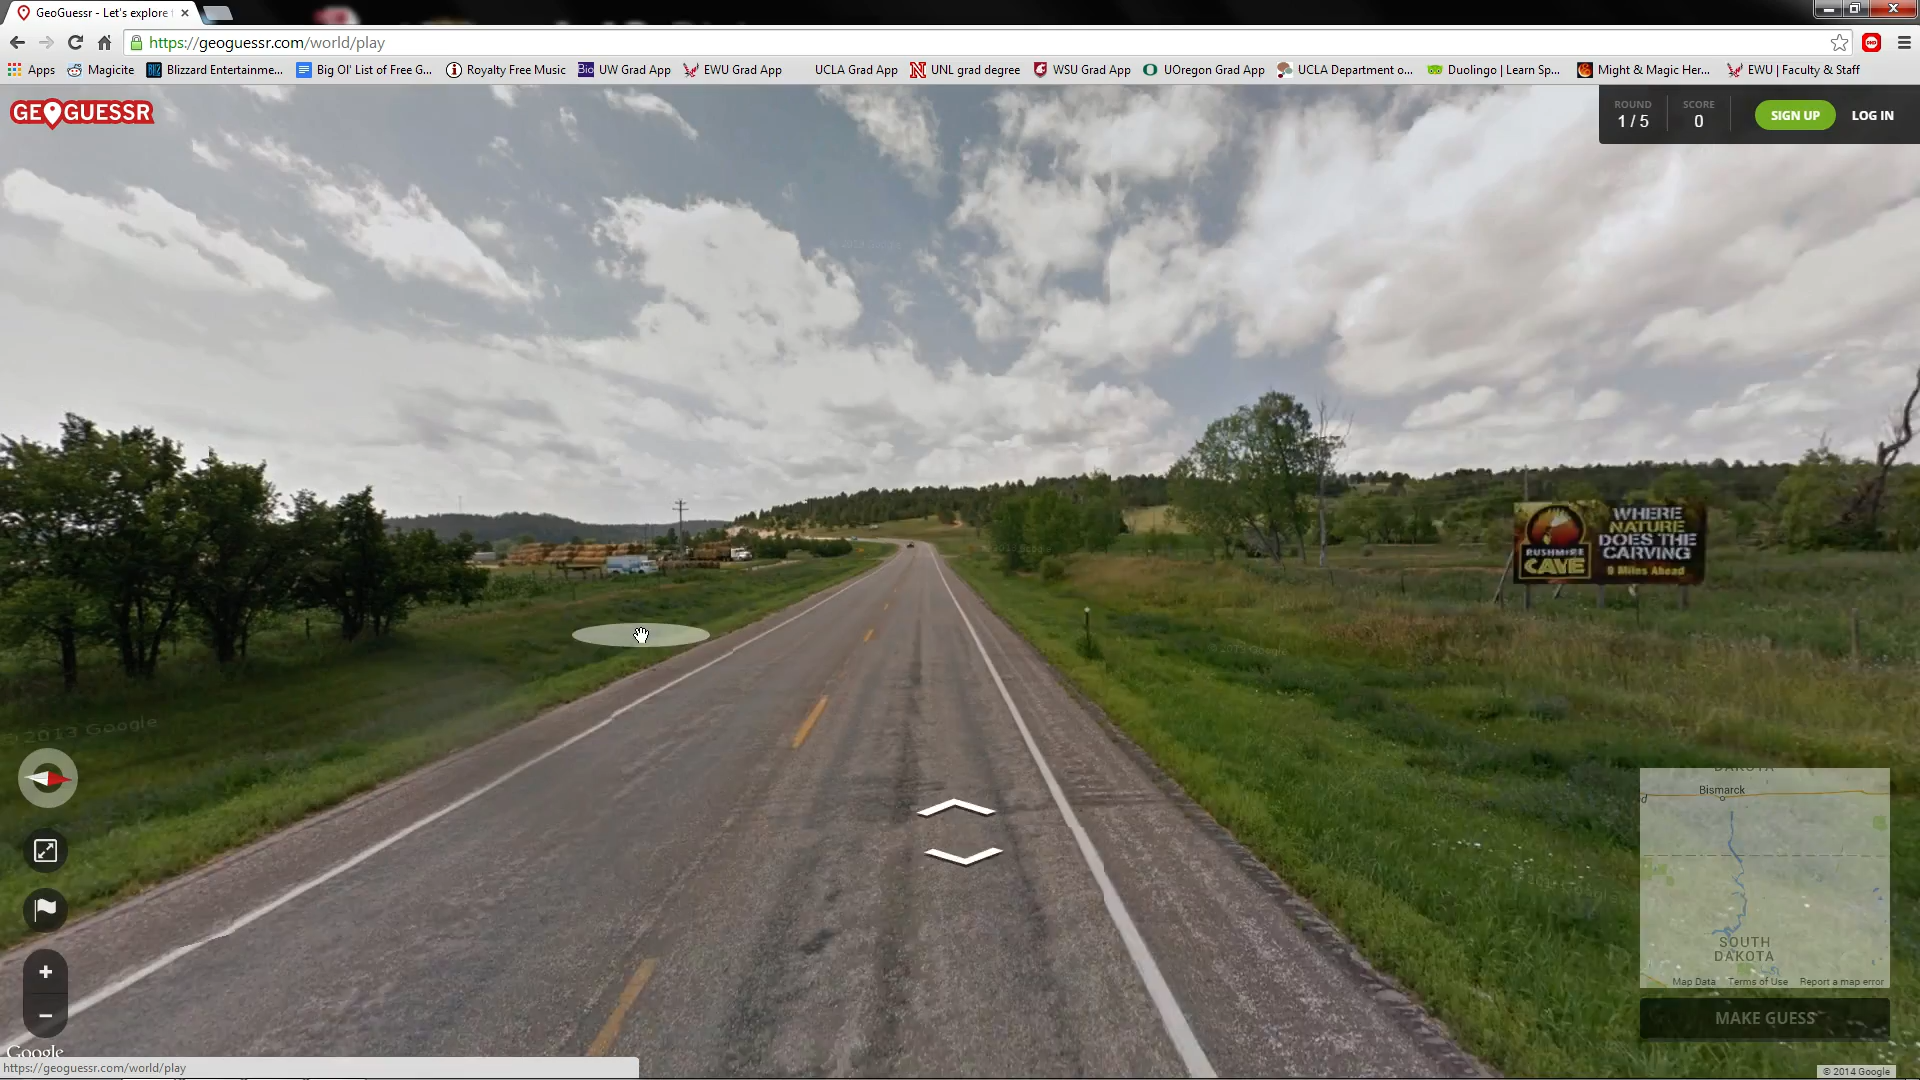 GeoGuessr - Let's explore
https://geoguessr.com/world/play
Apps
Magicite
Blizzard Entertainme...
Big Ol' List of Free G...
Royalty Free Music
UW Grad App
EWU Grad App
UCLA Grad App
UNL grad degree
WSU Grad App
UOregon Grad App
UCLA Department o...
Duolingo | Learn Sp...
Might & Magic Her...
EWU | Faculty & Staff
GEOGUESSR
ROUND
1 / 5
SCORE
0
SIGN UP
LOG IN
RUSHMORE
CAVE
WHERE
NATURE
DOES THE
CARVING
9 Miles Ahead
© 2013 Google
DAKOTA
Bismarck
SOUTH
DAKOTA
Map Data
Terms of Use
Report a map error
MAKE GUESS
Google
https://geoguessr.com/world/play
© 2014 Google